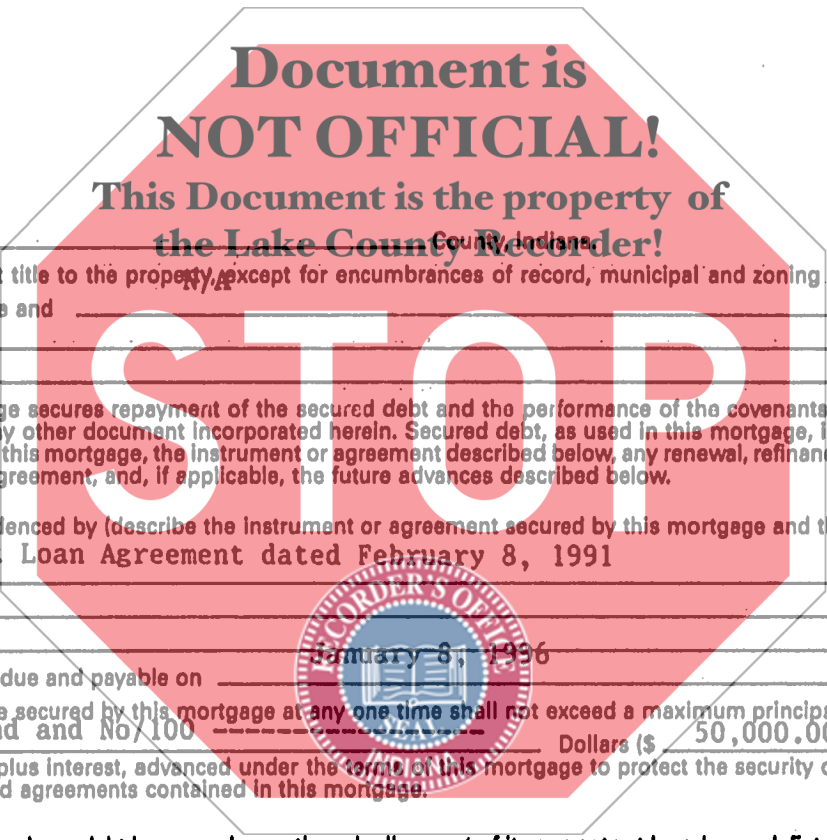 Document is
NOT OFFICIAL!
This Document is the property of
the Lake County Recorder!
County, Indiana,
title to the property, except for encumbrances of record, municipal and zoning
N/A
and
STOP
secures repayment of the secured debt and the performance of the covenants
other document incorporated herein. Secured debt, as used in this mortgage,
this mortgage, the instrument or agreement described below, any renewal,
and, if applicable, the future advances described below.
by (describe the instrument or agreement secured by this mortgage and
Loan Agreement dated February 8, 1991
RECORDER'S OFFICE
January 8, 1996
due and payable on
secured by this mortgage at any one time shall not exceed a maximum
and No/100 Dollars ($ 50,000.00
SEAL
plus interest, advanced under the terms of this mortgage to protect the security
agreements contained in this mortgage.